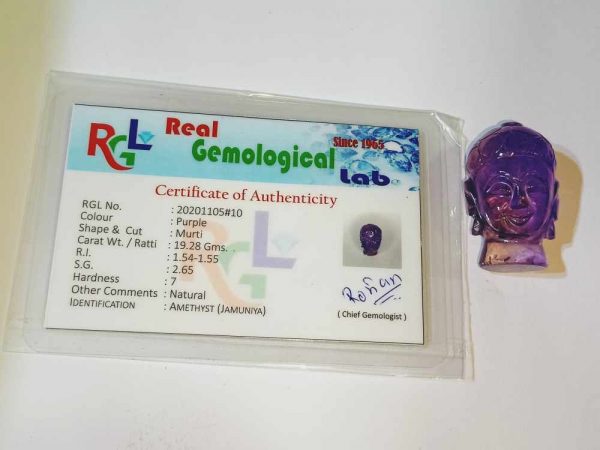 RGL
Real
Gemological
Lab
Since 1965
Certificate of Authenticity
RGL No. : 20201105#10
Colour : Purple
Shape & Cut : Murti
Carat Wt. / Ratti : 19.28 Gms.
R.I. : 1.54-1.55
S.G. : 2.65
Hardness : 7
Other Comments : Natural
IDENTIFICATION : AMETHYST (JAMUNIYA)
( Chief Gemologist )